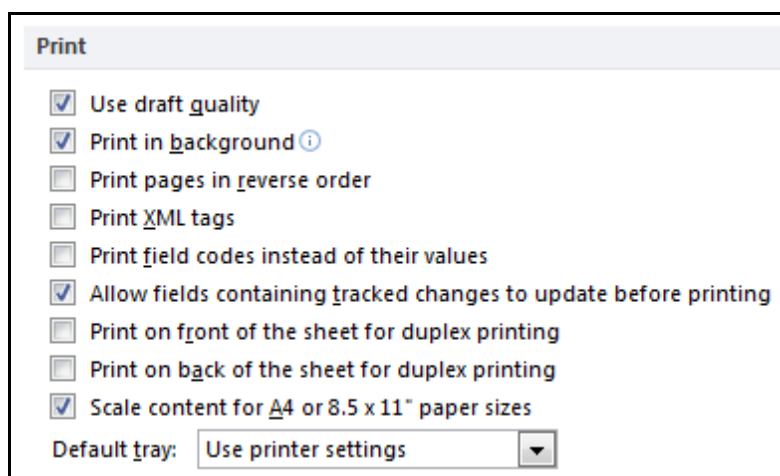 Print
Use draft quality
Print in background
Print pages in reverse order
Print XML tags
Print field codes instead of their values
Allow fields containing tracked changes to update before printing
Print on front of the sheet for duplex printing
Print on back of the sheet for duplex printing
Scale content for A4 or 8.5 x 11" paper sizes
Default tray: Use printer settings